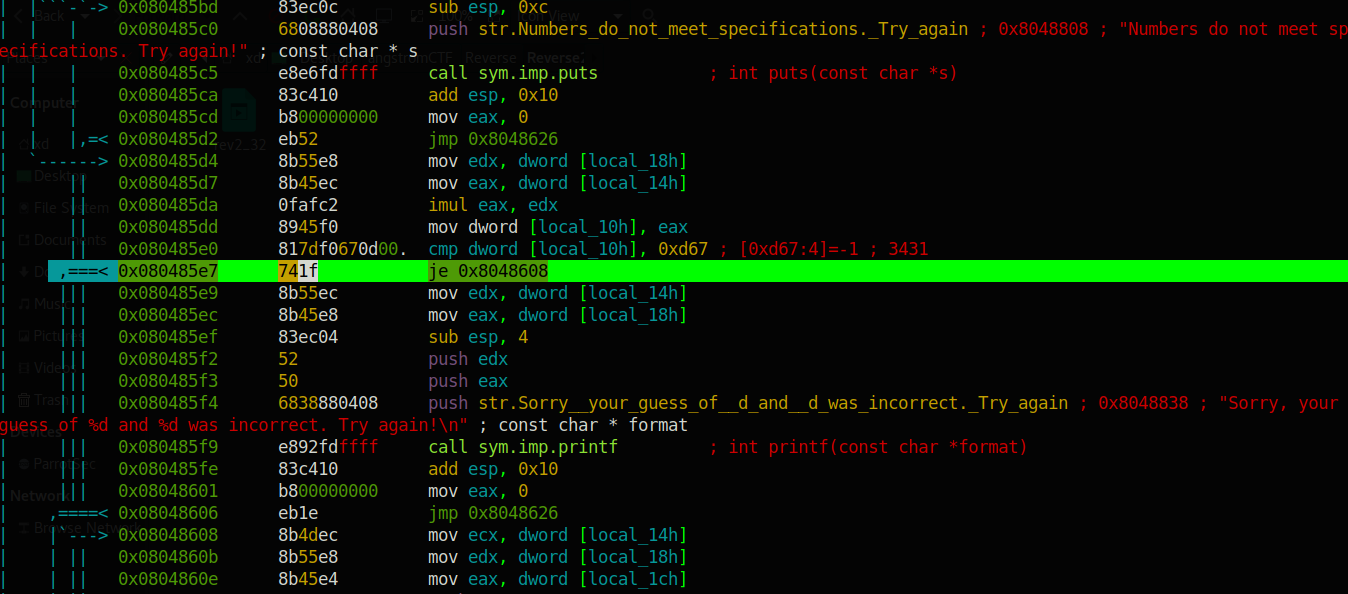 |  |```-`-> 0x080485bd      83ec0c         sub esp, 0xc
|  |   |    0x080485c0      6808880408     push str.Numbers_do_not_meet_specifications._Try_again ; 0x8048808 ; "Numbers do not meet sp
ecifications. Try again!" ; const char * s
|  |   |    0x080485c5      e8e6fdffff     call sym.imp.puts           ; int puts(const char *s)
|  |   |    0x080485ca      83c410         add esp, 0x10
|  |   |    0x080485cd      b800000000     mov eax, 0
|  |   |,=< 0x080485d2      eb52           jmp 0x8048626
|  `------> 0x080485d4      8b55e8         mov edx, dword [local_18h]
|      ||   0x080485d7      8b45ec         mov eax, dword [local_14h]
|      ||   0x080485da      0fafc2         imul eax, edx
|      ||   0x080485dd      8945f0         mov dword [local_10h], eax
|      ||   0x080485e0      817df0670d00.  cmp dword [local_10h], 0xd67 ; [0xd67:4]=-1 ; 3431
,===< 0x080485e7      741f           je 0x8048608
|     |||   0x080485e9      8b55ec         mov edx, dword [local_14h]
|     |||   0x080485ec      8b45e8         mov eax, dword [local_18h]
|     |||   0x080485ef      83ec04         sub esp, 4
|     |||   0x080485f2      52             push edx
|     |||   0x080485f3      50             push eax
|     |||   0x080485f4      6838880408     push str.Sorry__your_guess_of__d_and__d_was_incorrect._Try_again ; 0x8048838 ; "Sorry, your
guess of %d and %d was incorrect. Try again!\n" ; const char * format
|     |||   0x080485f9      e892fdffff     call sym.imp.printf         ; int printf(const char *format)
|     |||   0x080485fe      83c410         add esp, 0x10
|     |||   0x08048601      b800000000     mov eax, 0
|    ,====< 0x08048606      eb1e           jmp 0x8048626
|    |`---> 0x08048608      8b4dec         mov ecx, dword [local_14h]
|    | ||   0x0804860b      8b55e8         mov edx, dword [local_18h]
|    | ||   0x0804860e      8b45e4         mov eax, dword [local_1ch]